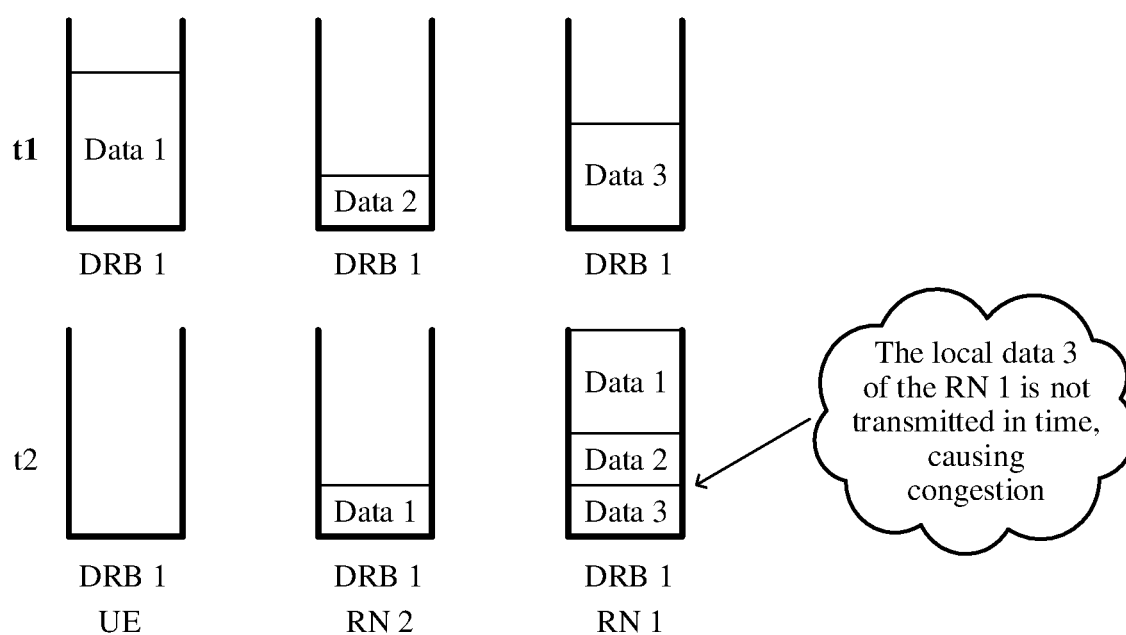 t1
Data 1
Data 2
Data 3
DRB 1
DRB 1
DRB 1
t2
Data 1
Data 2
Data 1
Data 3
The local data 3
of the RN 1 is not
transmitted in time,
causing
congestion
DRB 1
DRB 1
DRB 1
UE
RN 2
RN 1